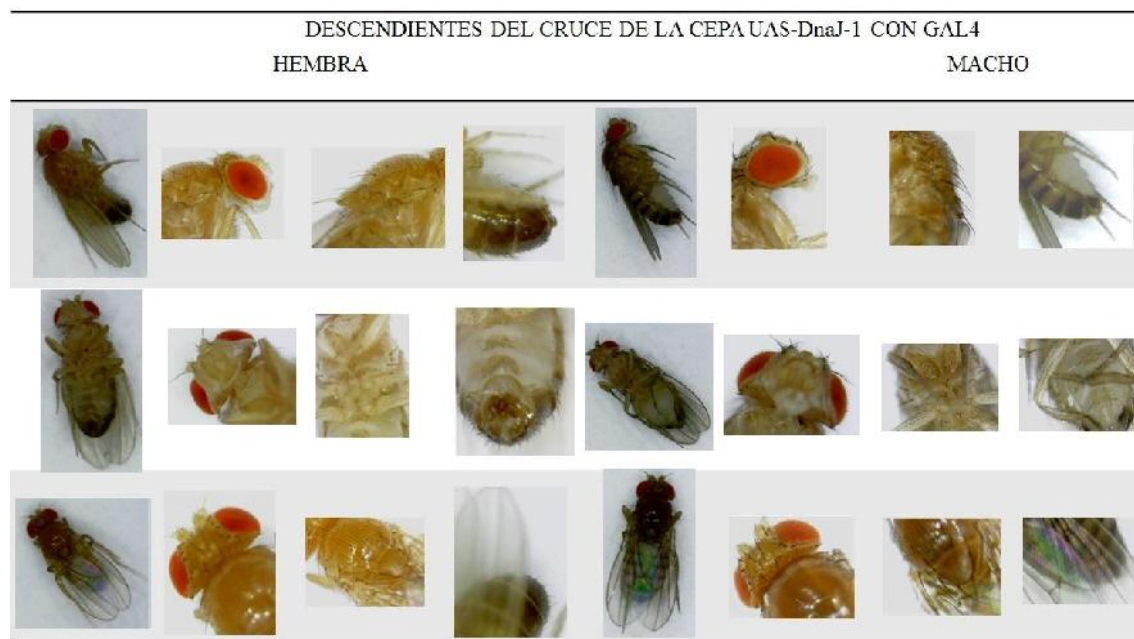 DESCENDIENTES DEL CRUCE DE LA CEPA UAS-DnaJ-1 CON GAL4
HEMBRA MACHO